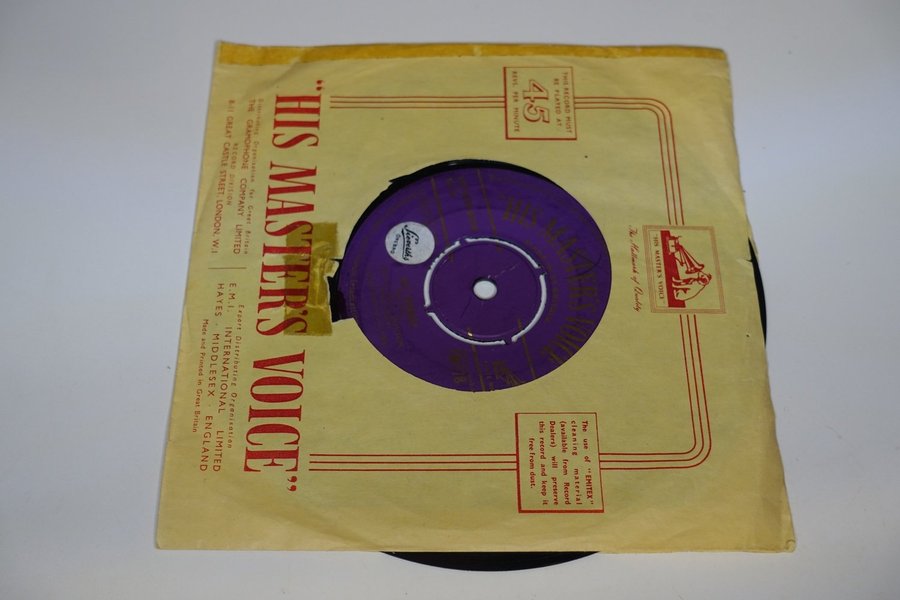 THIS RECORD MUST
BE PLAYED AT
45
REVS. PER MINUTE
"HIS MASTER'S VOICE"
The Hallmark of Quality
The use of "EMITEX"
cleaning material
(available from Record
Dealers) will preserve
this record and keep it
free from dust.
"HIS MASTER'S VOICE"
"HIS MASTER'S VOICE"
Distributing Organisation for Great Britain
THE GRAMOPHONE COMPANY LIMITED
RECORD DIVISION
8-11 GREAT CASTLE STREET, LONDON, W.1
Export Distributing Organisation
E.M.I. INTERNATIONAL LIMITED
HAYES · MIDDLESEX · ENGLAND
Made and Printed in Great Britain